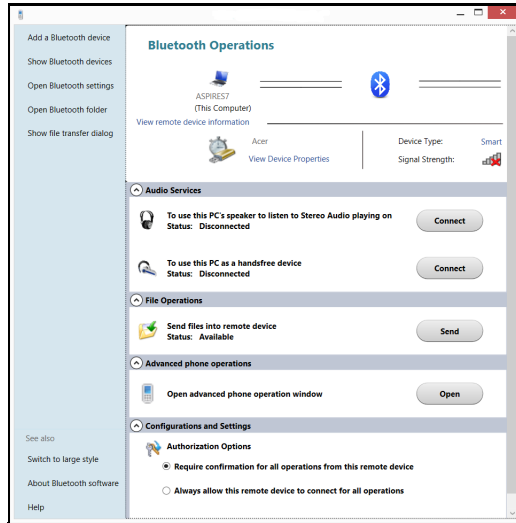 Add a Bluetooth device
Show Bluetooth devices
Open Bluetooth settings
Open Bluetooth folder
Show file transfer dialog
Bluetooth Operations
ASPIRES7
(This Computer)
View remote device information
Acer
View Device Properties
Device Type: Smart
Signal Strength:
Audio Services
To use this PC's speaker to listen to Stereo Audio playing on
Status: Disconnected
Connect
To use this PC as a handsfree device
Status: Disconnected
Connect
File Operations
Send files into remote device
Status: Available
Send
Advanced phone operations
Open advanced phone operation window
Open
Configurations and Settings
Authorization Options
Require confirmation for all operations from this remote device
Always allow this remote device to connect for all operations
See also
Switch to large style
About Bluetooth software
Help